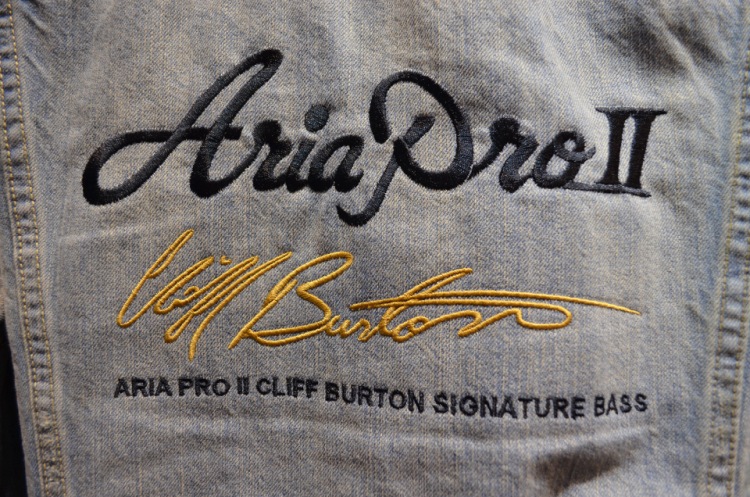 Aria Pro II
Cliff Burton
ARIA PRO II CLIFF BURTON SIGNATURE BASS